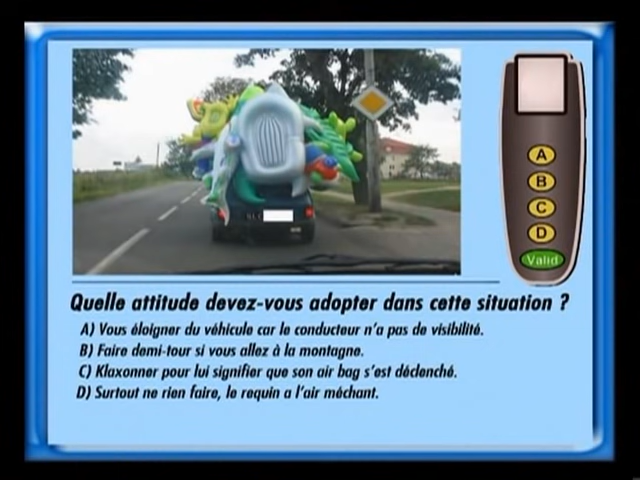 A
B
C
D
Valid
Quelle attitude devez-vous adopter dans cette situation ?
A) Vous éloigner du véhicule car le conducteur n'a pas de visibilité.
B) Faire demi-tour si vous allez à la montagne.
C) Klaxonner pour lui signifier que son air bag s'est déclenché.
D) Surtout ne rien faire, le requin a l'air méchant.